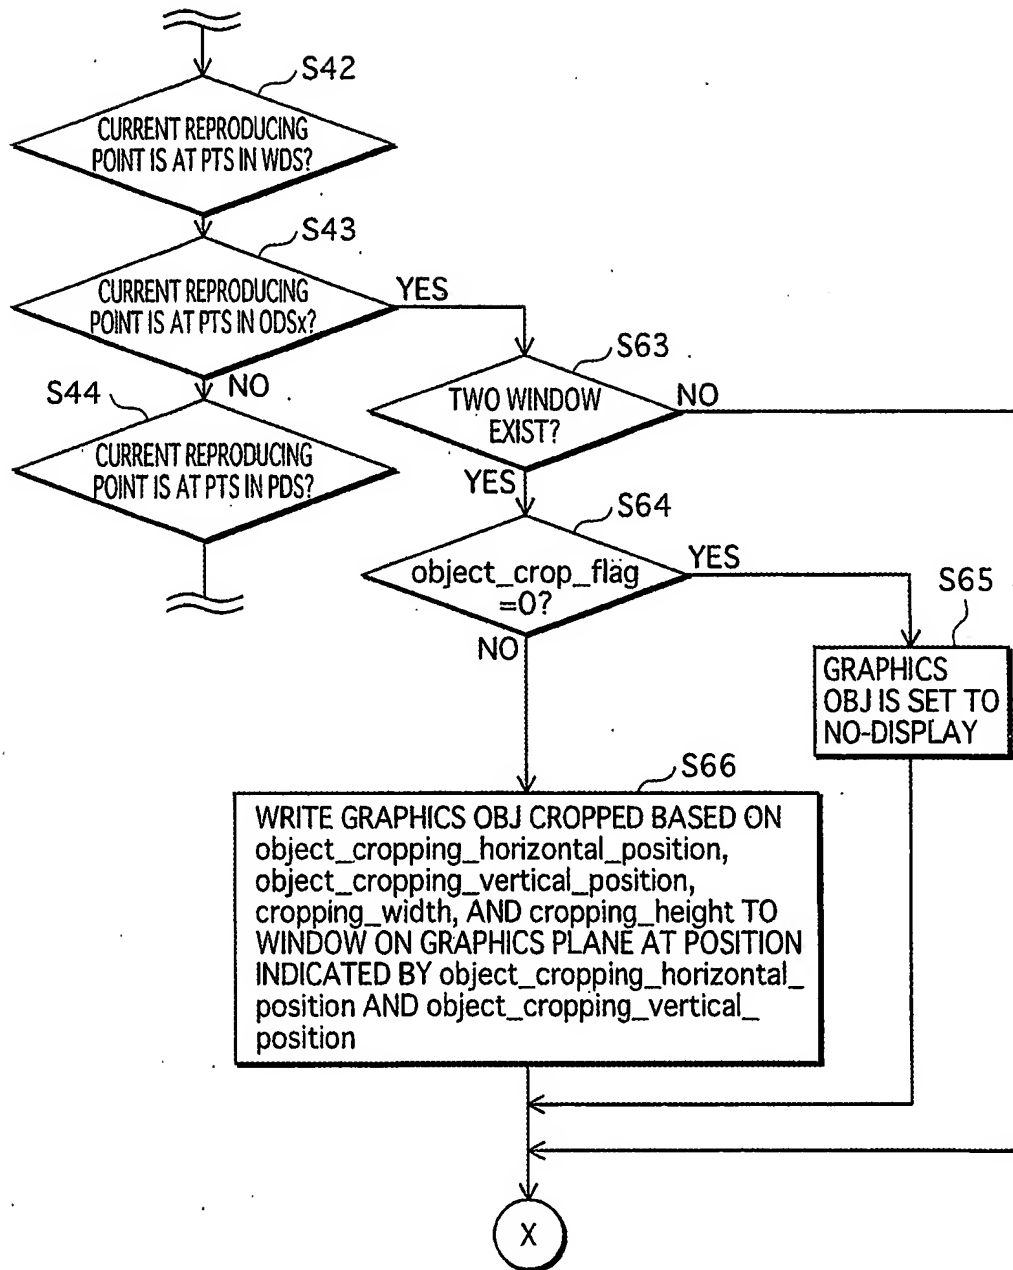 S42
CURRENT REPRODUCING
POINT IS AT PTS IN WDS?
S43
CURRENT REPRODUCING
POINT IS AT PTS IN ODSx?
YES
NO
S44
CURRENT REPRODUCING
POINT IS AT PTS IN PDS?
S63
TWO WINDOW
EXIST?
NO
YES
S64
object_crop_flag
=0?
YES
NO
S65
GRAPHICS
OBJ IS SET TO
NO-DISPLAY
S66
WRITE GRAPHICS OBJ CROPPED BASED ON
object_cropping_horizontal_position,
object_cropping_vertical_position,
cropping_width, AND cropping_height TO
WINDOW ON GRAPHICS PLANE AT POSITION
INDICATED BY object_cropping_horizontal_
position AND object_cropping_vertical_
position
X